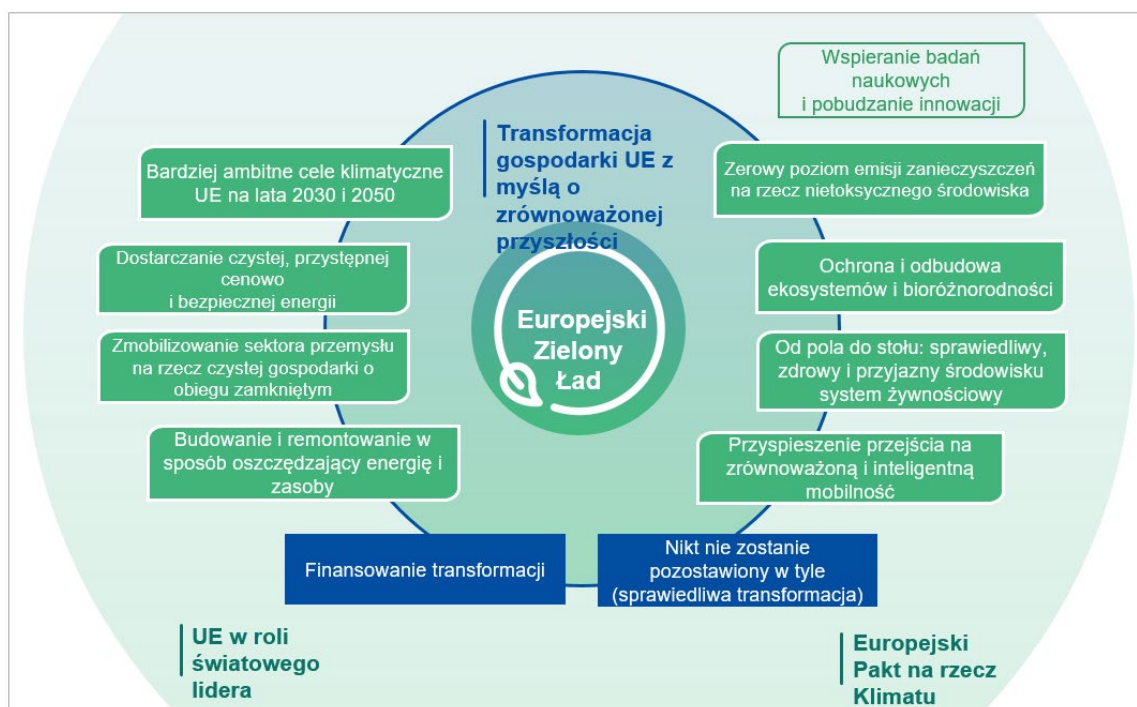 Wspieranie badań
naukowych
i pobudzanie innowacji
Transformacja
gospodarki UE z
myślą o
zrównoważonej
przyszłości
Bardziej ambitne cele klimatyczne
UE na lata 2030 i 2050
Zerowy poziom emisji zanieczyszczeń
na rzecz nietoksycznego środowiska
Dostarczanie czystej, przystępnej
cenowo
i bezpiecznej energii
Ochrona i odbudowa
ekosystemów i bioróżnorodności
Europejski
Zielony
Ład
Zmobilizowanie sektora przemysłu
na rzecz czystej gospodarki o
obiegu zamkniętym
Od pola do stołu: sprawiedliwy,
zdrowy i przyjazny środowisku
system żywnościowy
Budowanie i remontowanie w
sposób oszczędzający energię i
zasoby
Przyspieszenie przejścia na
zrównoważoną i inteligentną
mobilność
Finansowanie transformacji
Nikt nie zostanie
pozostawiony w tyle
(sprawiedliwa transformacja)
UE w roli
światowego
lidera
Europejski
Pakt na rzecz
Klimatu